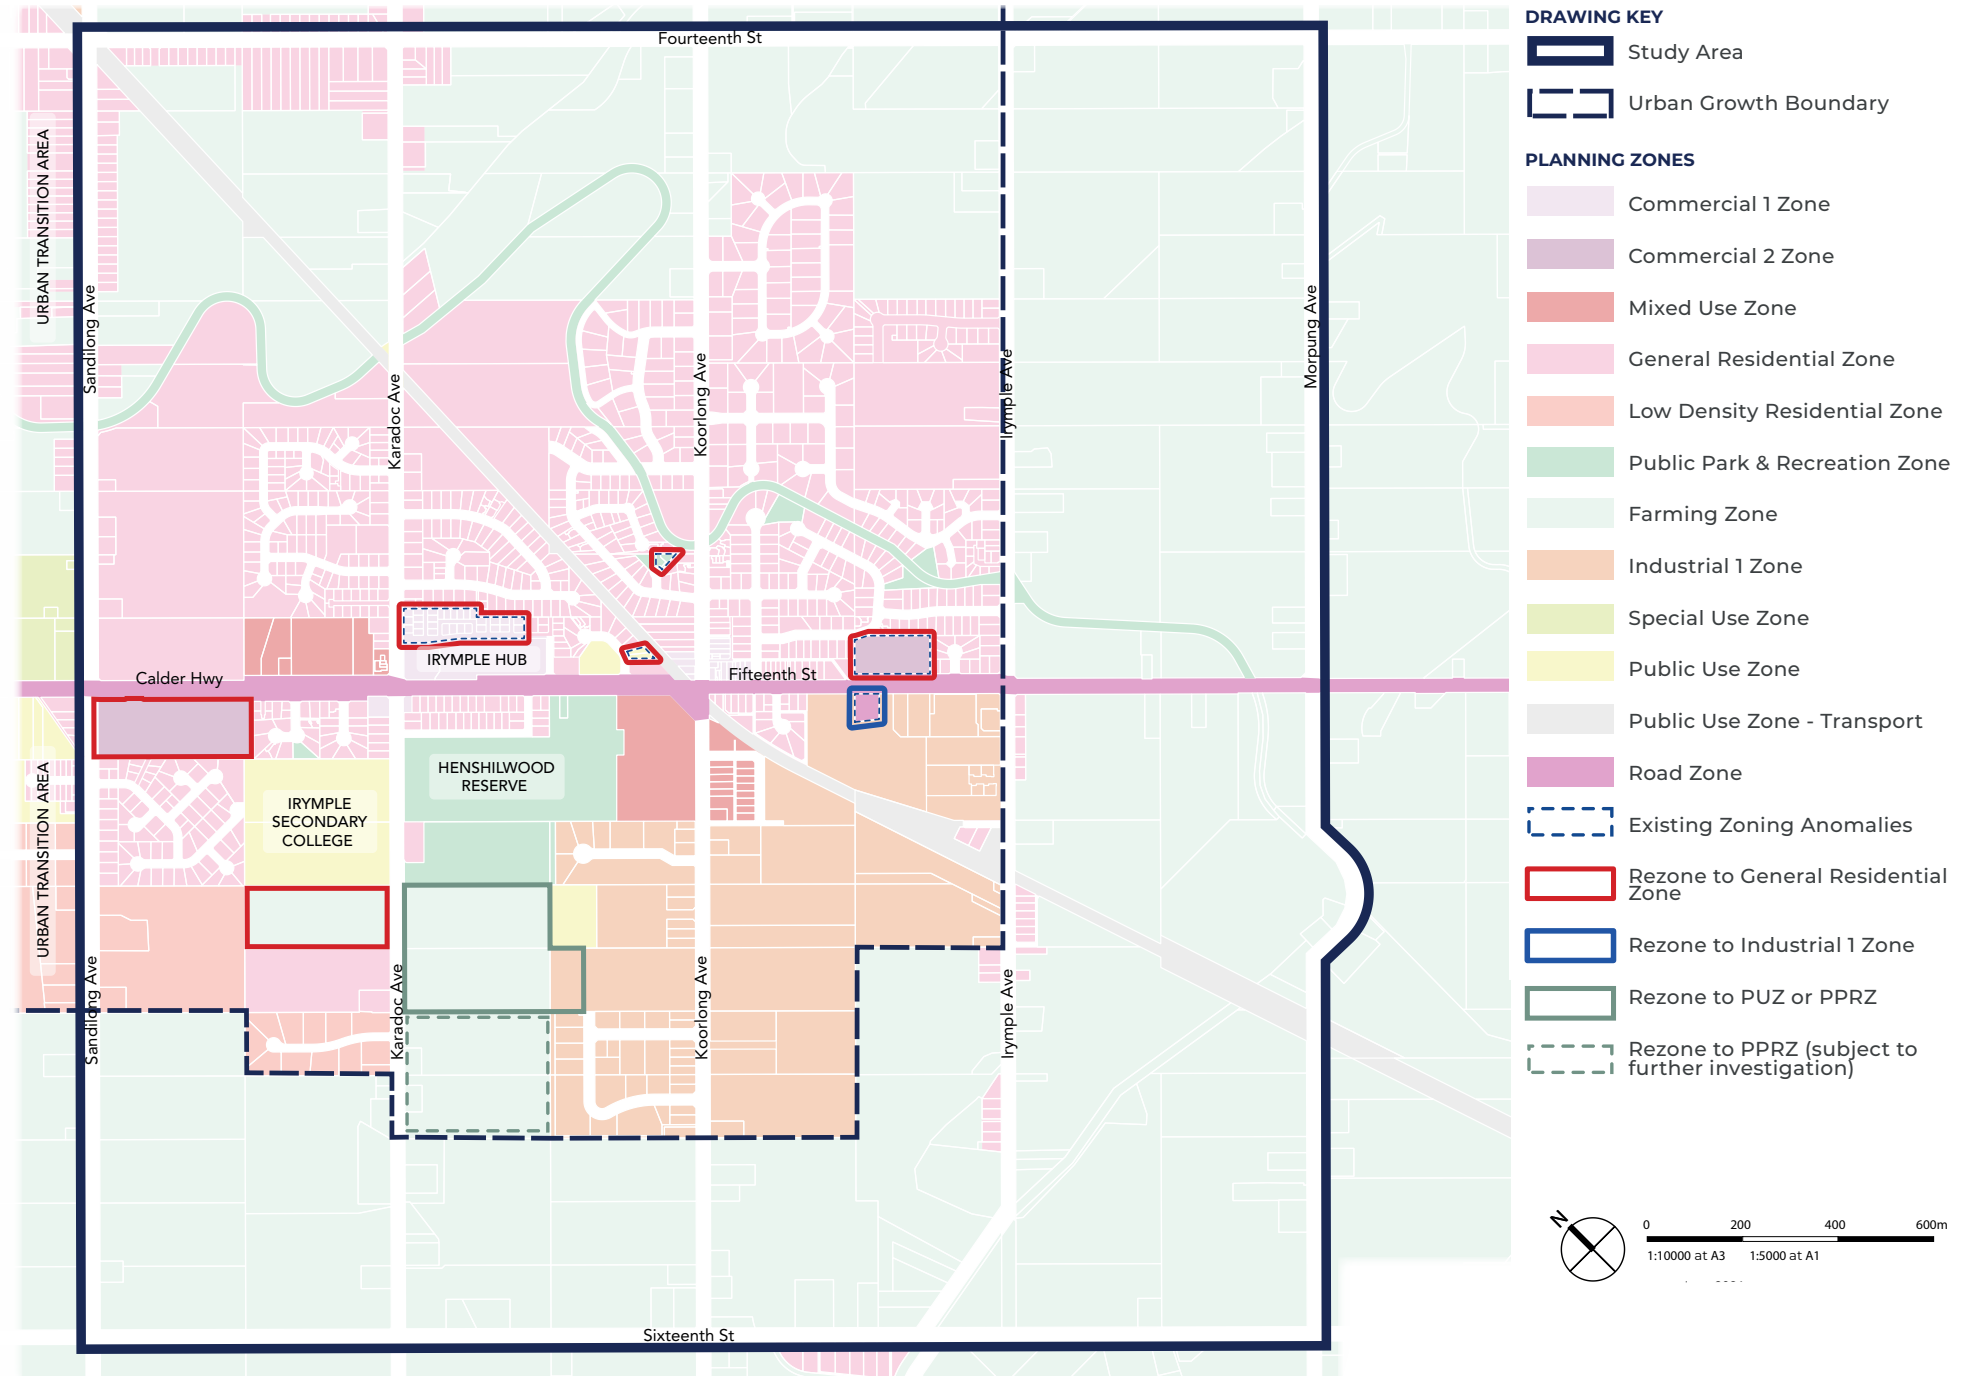 Fourteenth St
URBAN TRANSITION AREA
Sandilong Ave
Karadoc Ave
Koorlong Ave
Irymple Ave
Morpung Ave
IRYMPLE HUB
Calder Hwy
Fifteenth St
HENSHILWOOD
RESERVE
IRYMPLE
SECONDARY
COLLEGE
URBAN TRANSITION AREA
Sandilong Ave
Karadoc Ave
Koorlong Ave
Irymple Ave
Sixteenth St
DRAWING KEY
Study Area
Urban Growth Boundary
PLANNING ZONES
Commercial 1 Zone
Commercial 2 Zone
Mixed Use Zone
General Residential Zone
Low Density Residential Zone
Public Park & Recreation Zone
Farming Zone
Industrial 1 Zone
Special Use Zone
Public Use Zone
Public Use Zone - Transport
Road Zone
Existing Zoning Anomalies
Rezone to General Residential
Zone
Rezone to Industrial 1 Zone
Rezone to PUZ or PPRZ
Rezone to PPRZ (subject to
further investigation)
N
0 200 400 600m
1:10000 at A3 1:5000 at A1